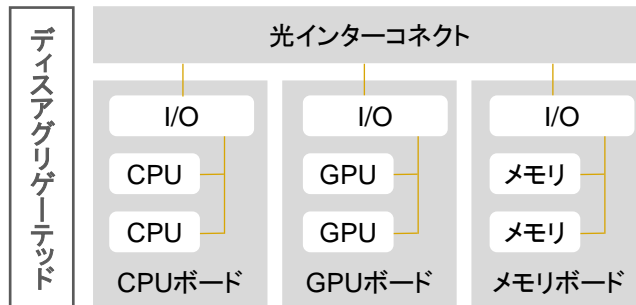 ディスアグリゲーテッド
光インターコネクト
I/O
CPU
CPU
CPUボード
I/O
GPU
GPU
GPUボード
I/O
メモリ
メモリ
メモリボード